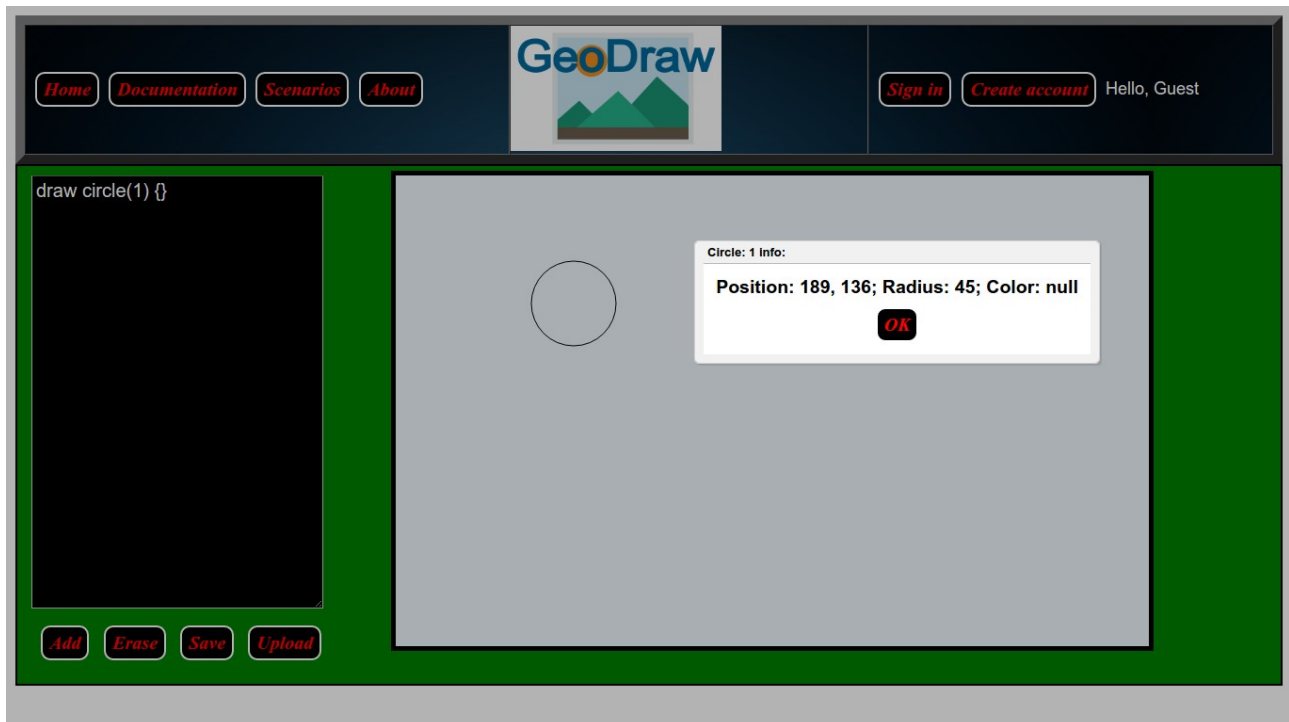 GeoDraw
Home Documentation Scenarios About
Sign in Create account Hello, Guest
draw circle(1) {}
Circle: 1 info:
Position: 189, 136; Radius: 45; Color: null
OK
Add Erase Save Upload